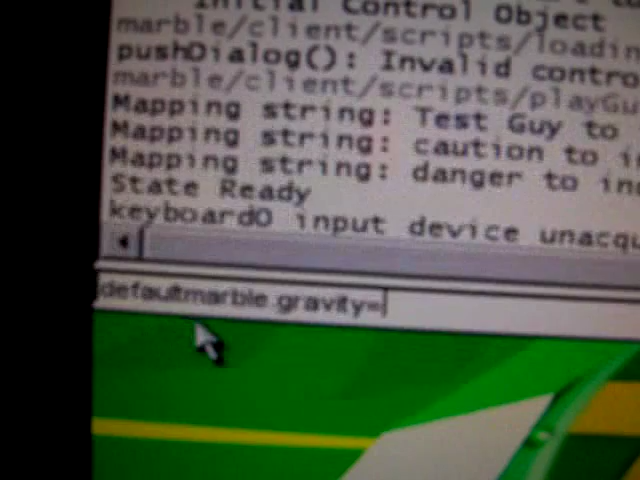 Initial Control Object
marble/client/scripts/loadin
pushDialog(): Invalid contro
marble/client/scripts/playGu
Mapping string: Test Guy to
Mapping string: caution to i
Mapping string: danger to in
State Ready
keyboard0 input device unacqu
defaultmarble.gravity=